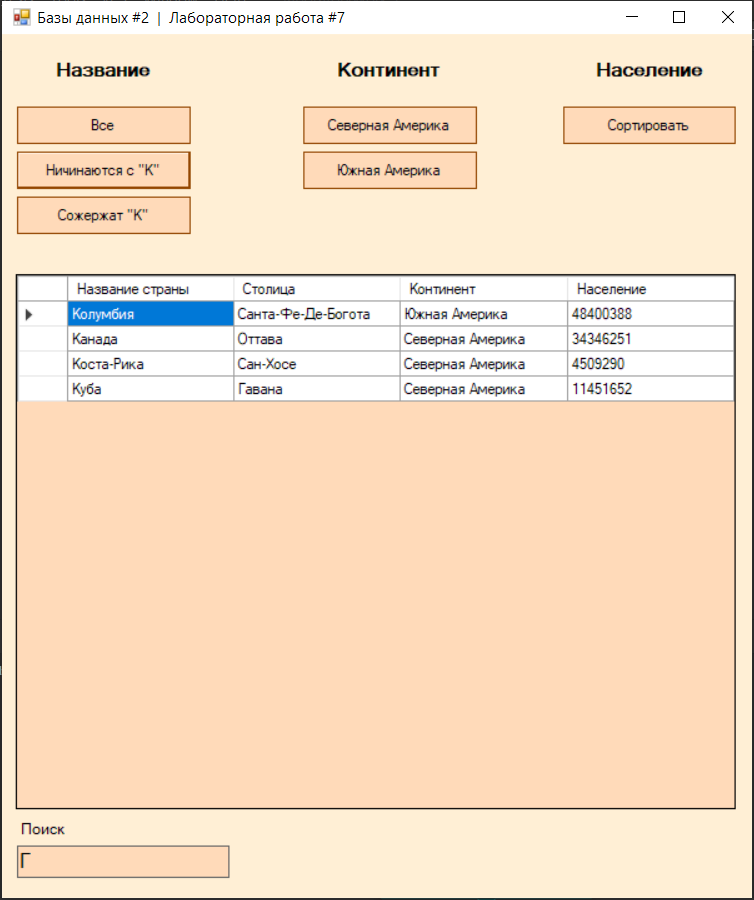 Базы данных #2 | Лабораторная работа #7
Название Континент Население
Все Северная Америка Сортировать
Ничинаются с "К" Южная Америка
Сожержат "К"
Название страны Столица Континент Население
Колумбия Санта-Фе-Де-Богота Южная Америка 48400388
Канада Оттава Северная Америка 34346251
Коста-Рика Сан-Хосе Северная Америка 4509290
Куба Гавана Северная Америка 11451652
Поиск
Г